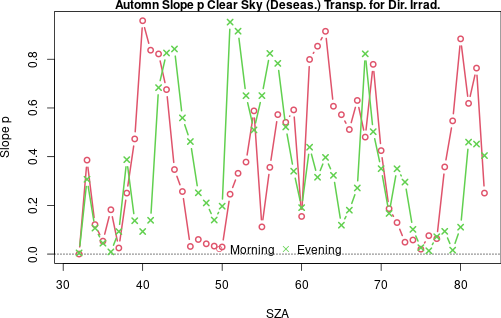 Automn Slope p Clear Sky (Deseas.) Transp. for Dir. Irrad.
Slope p
0.8
0.6
0.4
0.2
0.0
Morning Evening
30 40 50 60 70 80
SZA